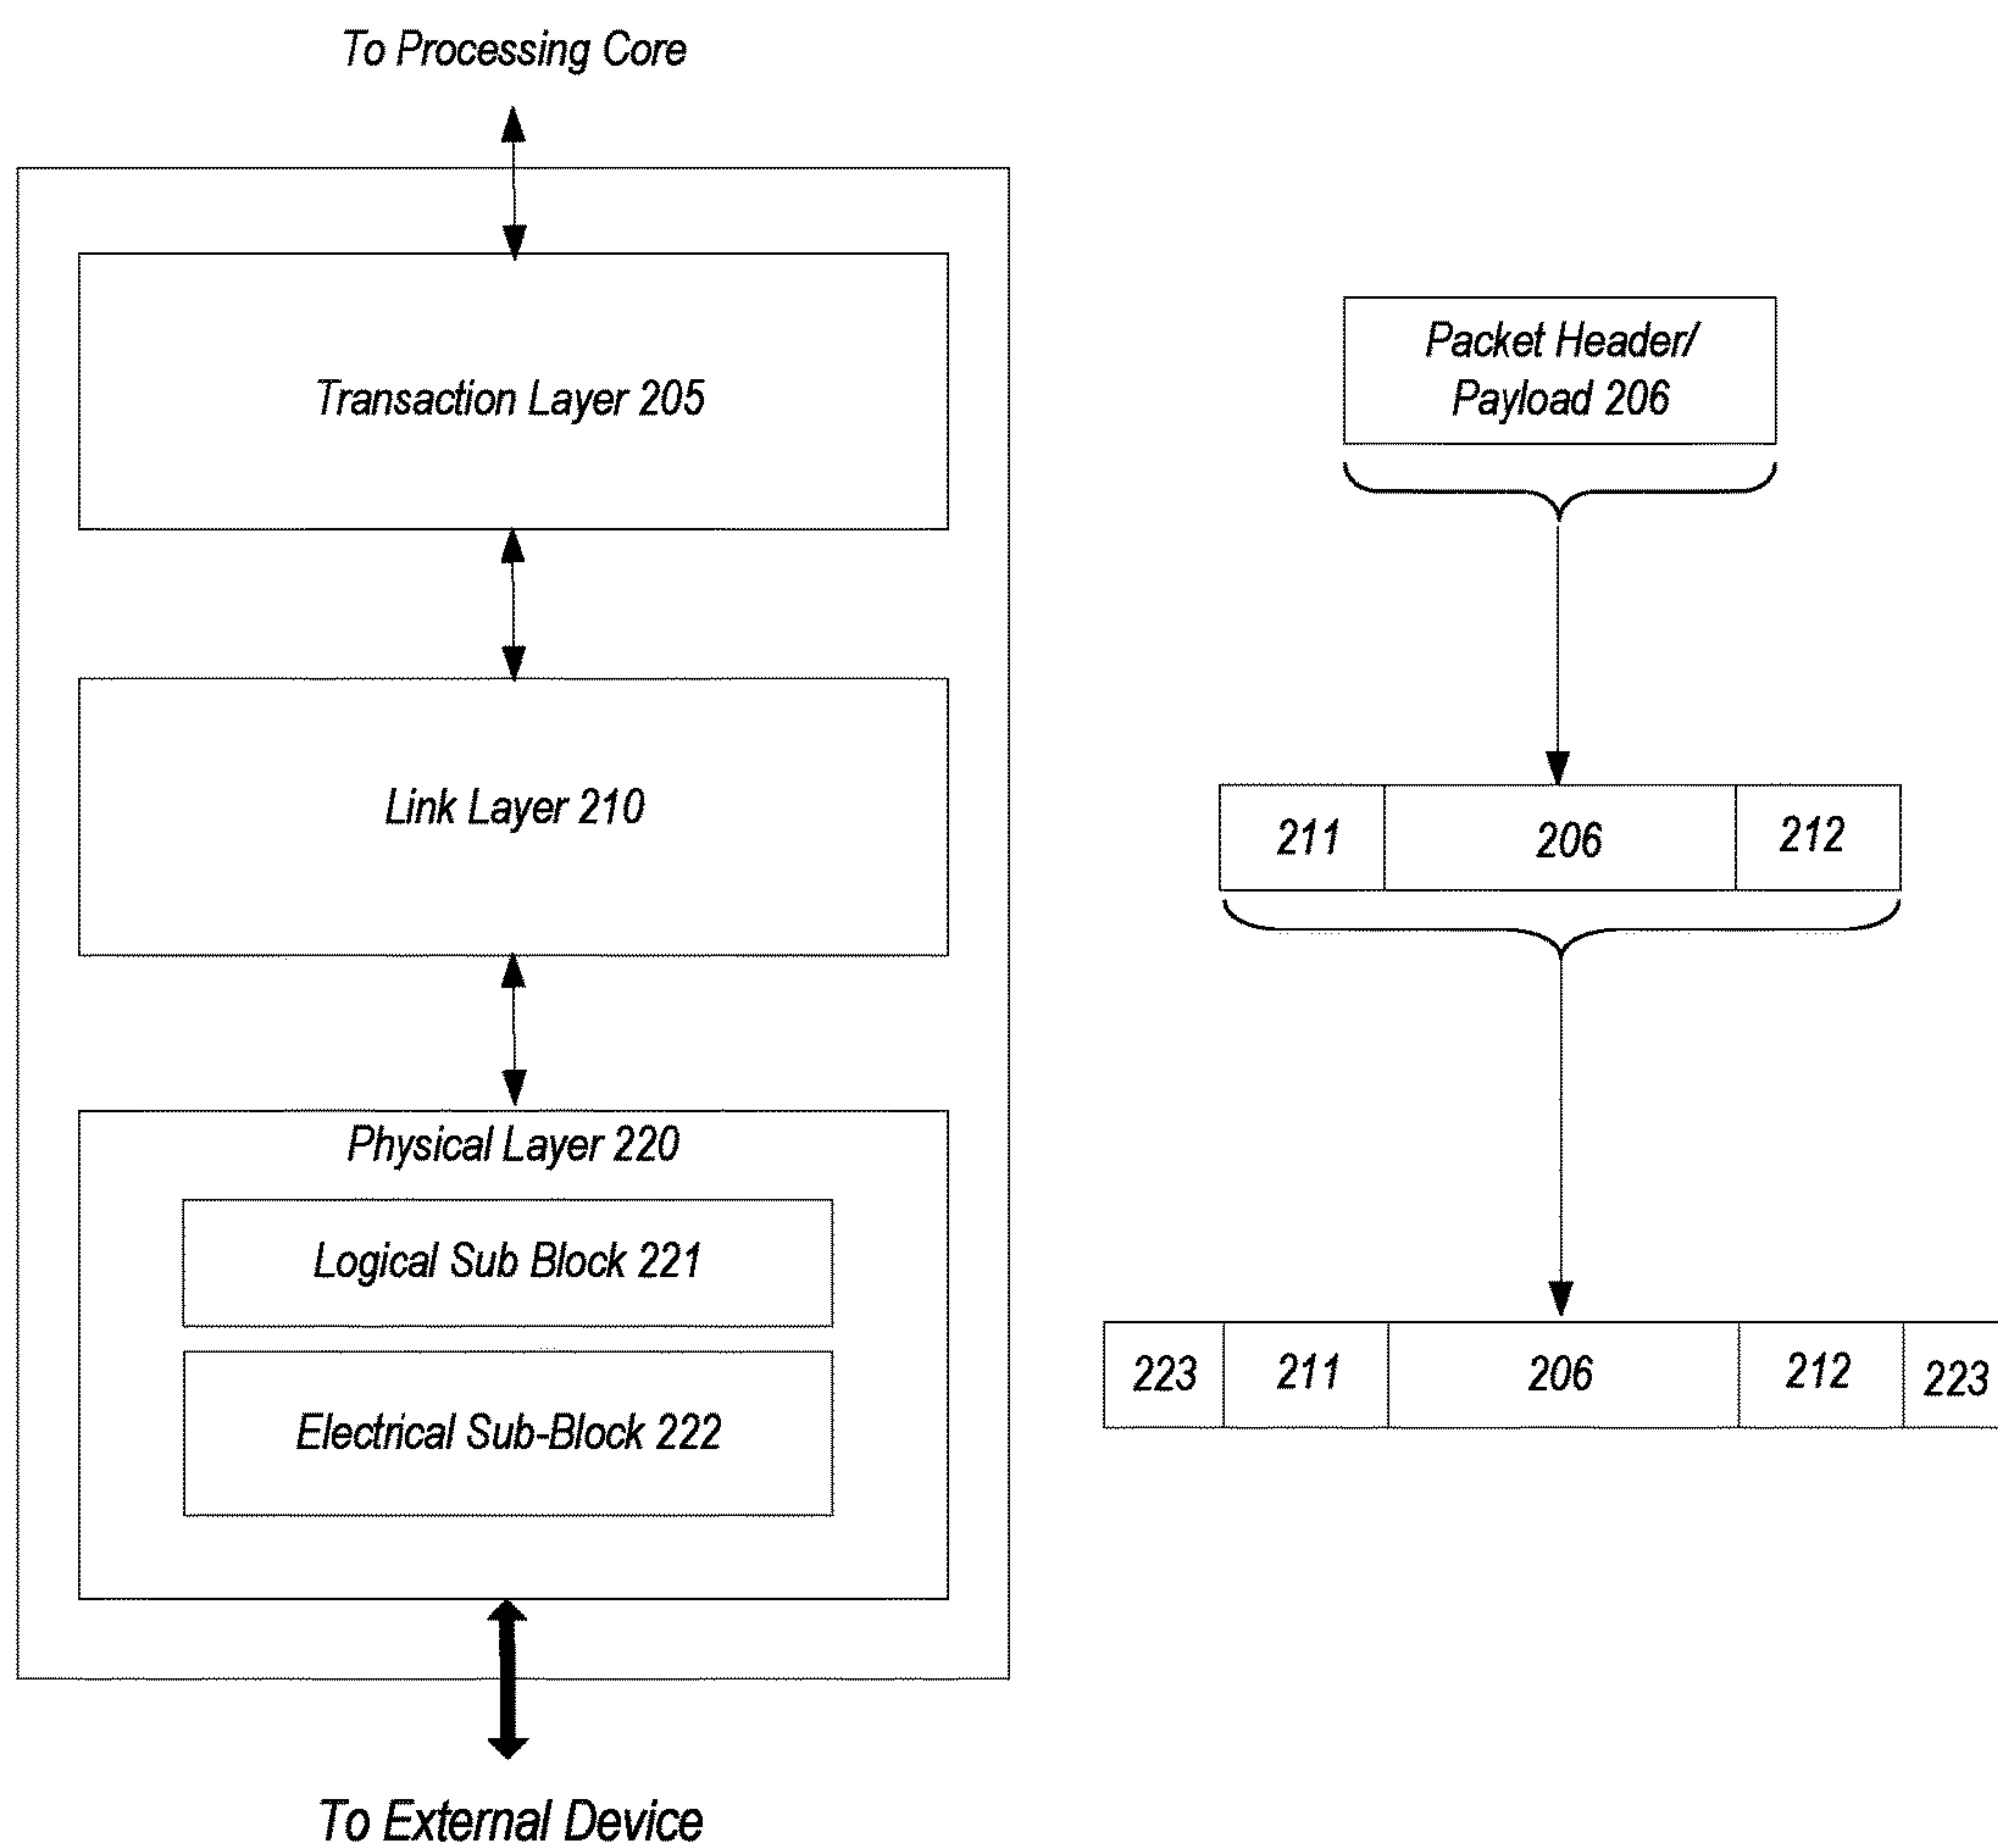 To Processing Core
Transaction Layer 205
Link Layer 210
Physical Layer 220
Logical Sub Block 221
Electrical Sub-Block 222
To External Device
Packet Header/
Payload 206
211 206 212
223 211 206 212 223